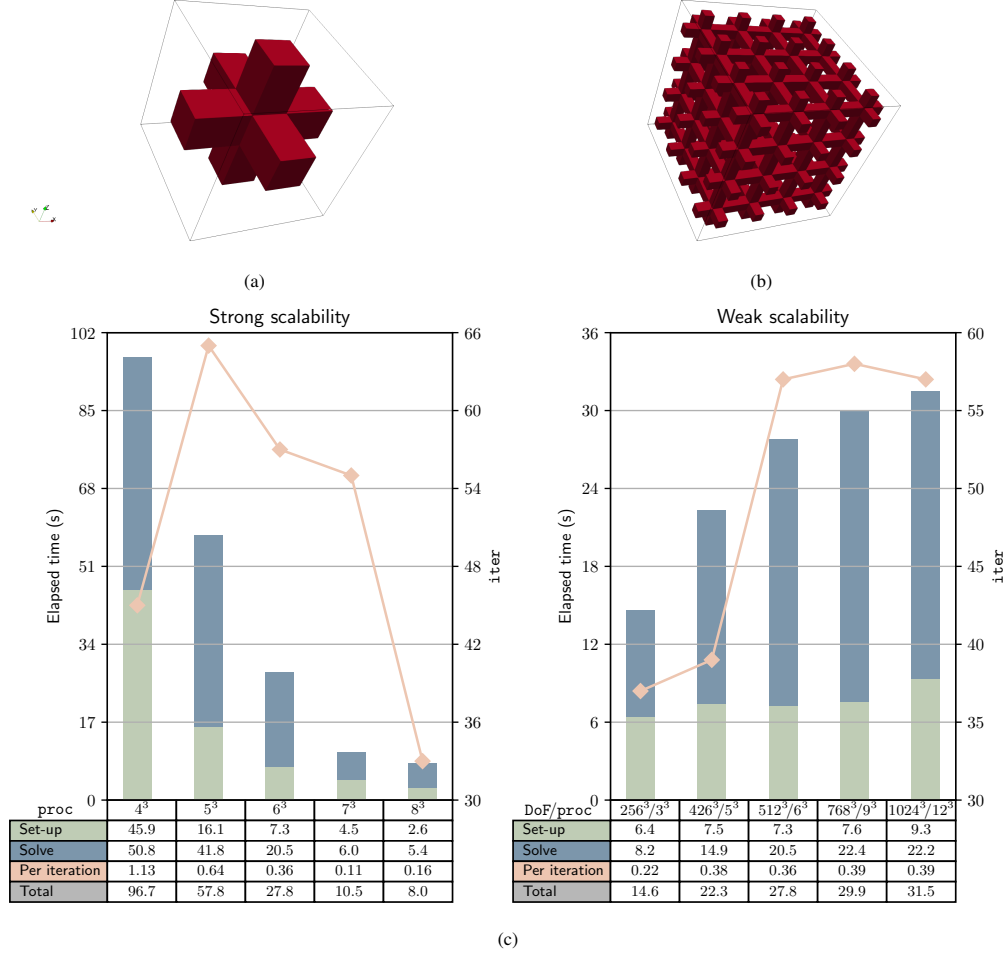 (a)
(b)
Strong scalability
102
85
68
51
34
17
0
Elapsed time (s)
66
60
54
48
42
36
30
iter
proc 4³ 5³ 6³ 7³ 8³
Set-up 45.9 16.1 7.3 4.5 2.6
Solve 50.8 41.8 20.5 6.0 5.4
Per iteration 1.13 0.64 0.36 0.11 0.16
Total 96.7 57.8 27.8 10.5 8.0
Weak scalability
36
30
24
18
12
6
0
Elapsed time (s)
60
55
50
45
40
35
30
iter
DoF/proc 256³/3³ 426³/5³ 512³/6³ 768³/9³ 1024³/12³
Set-up 6.4 7.5 7.3 7.6 9.3
Solve 8.2 14.9 20.5 22.4 22.2
Per iteration 0.22 0.38 0.36 0.39 0.39
Total 14.6 22.3 27.8 29.9 31.5
(c)